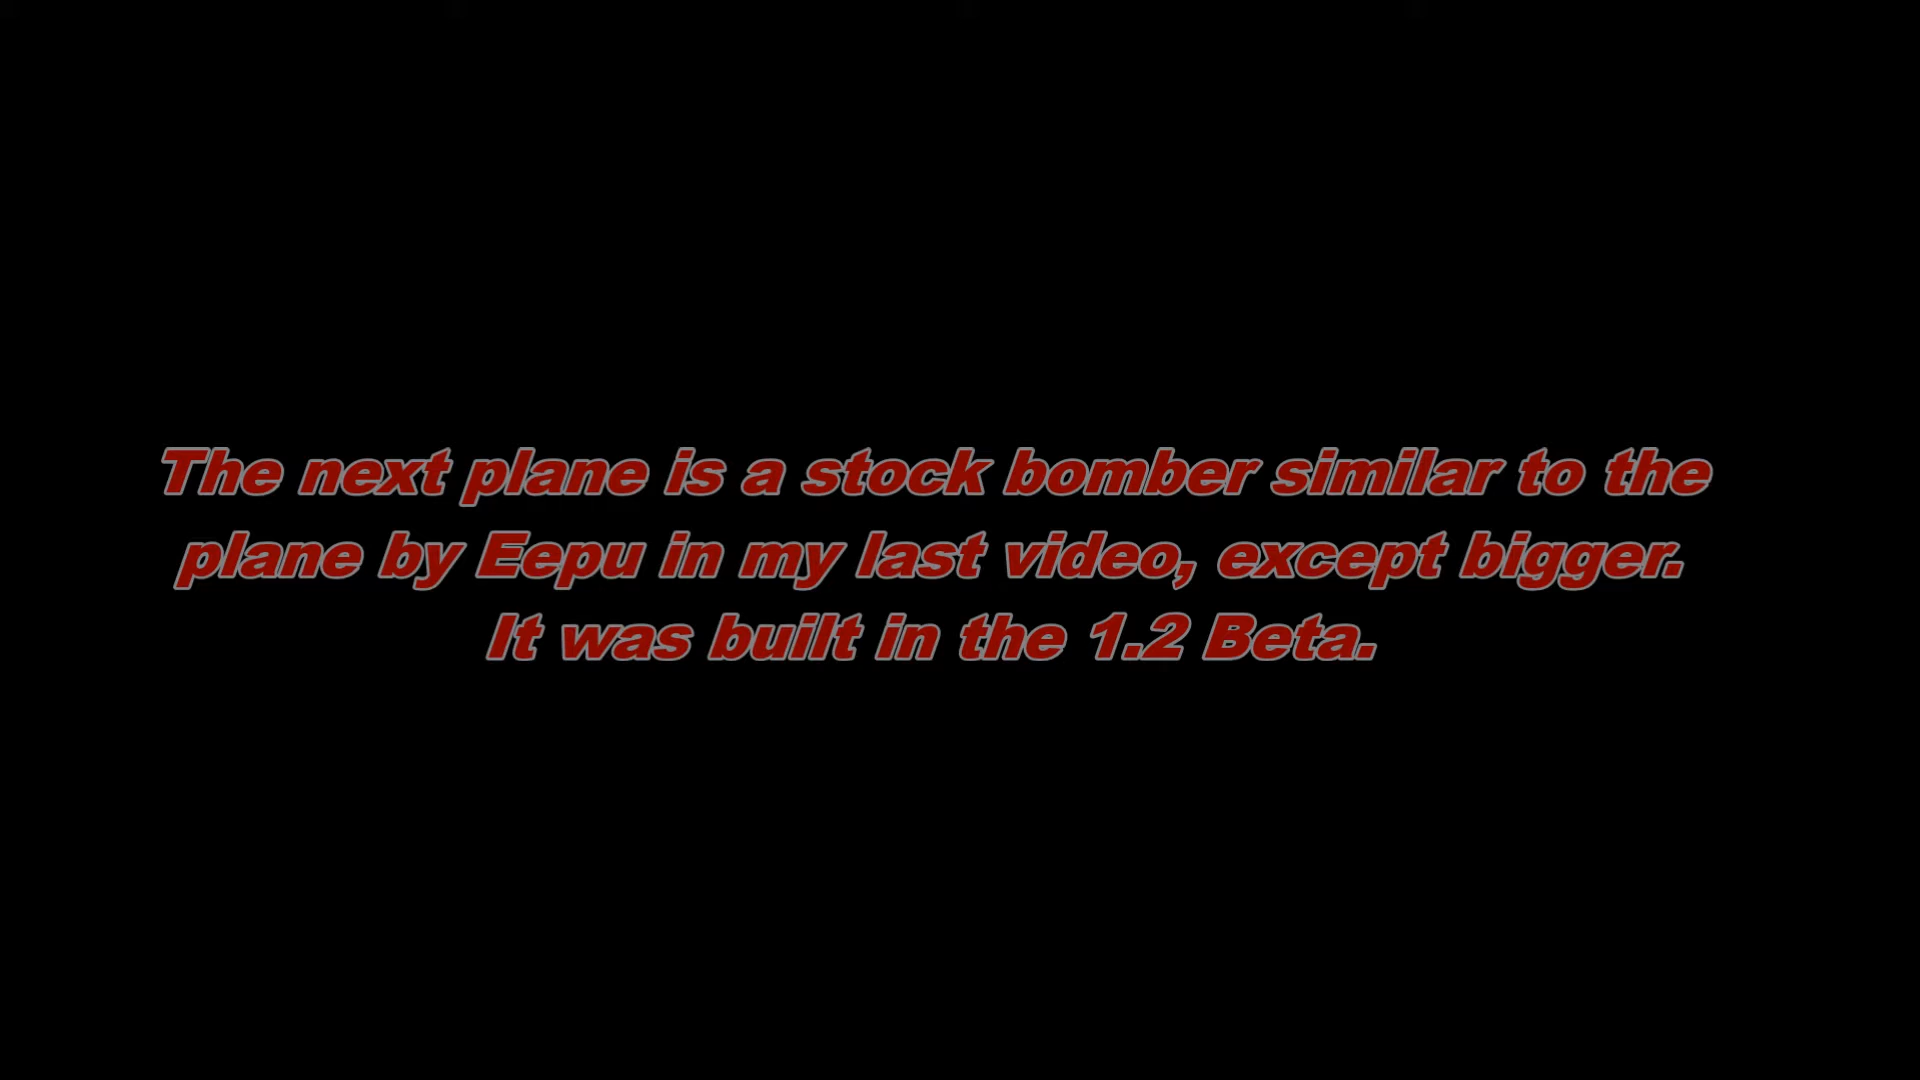 The next plane is a stock bomber similar to the
plane by Eepu in my last video, except bigger.
It was built in the 1.2 Beta.